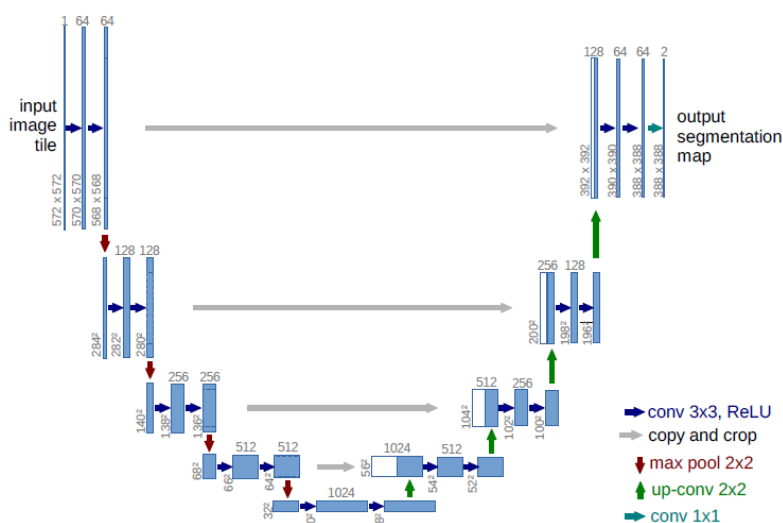 1 64 64
128 64 64 2
input
image
tile
output
segmentation
map
572 x 572
570 x 570
568 x 568
392 x 392
390 x 390
388 x 388
388 x 388
128 128
256 128
284²
282²
280²
200²
198²
196²
256 256
512 256
140²
138²
136²
104²
102²
100²
512 512
1024 512
68²
66²
64²
56²
54²
52²
1024
32²
0²
8²
conv 3x3, ReLU
copy and crop
max pool 2x2
up-conv 2x2
conv 1x1